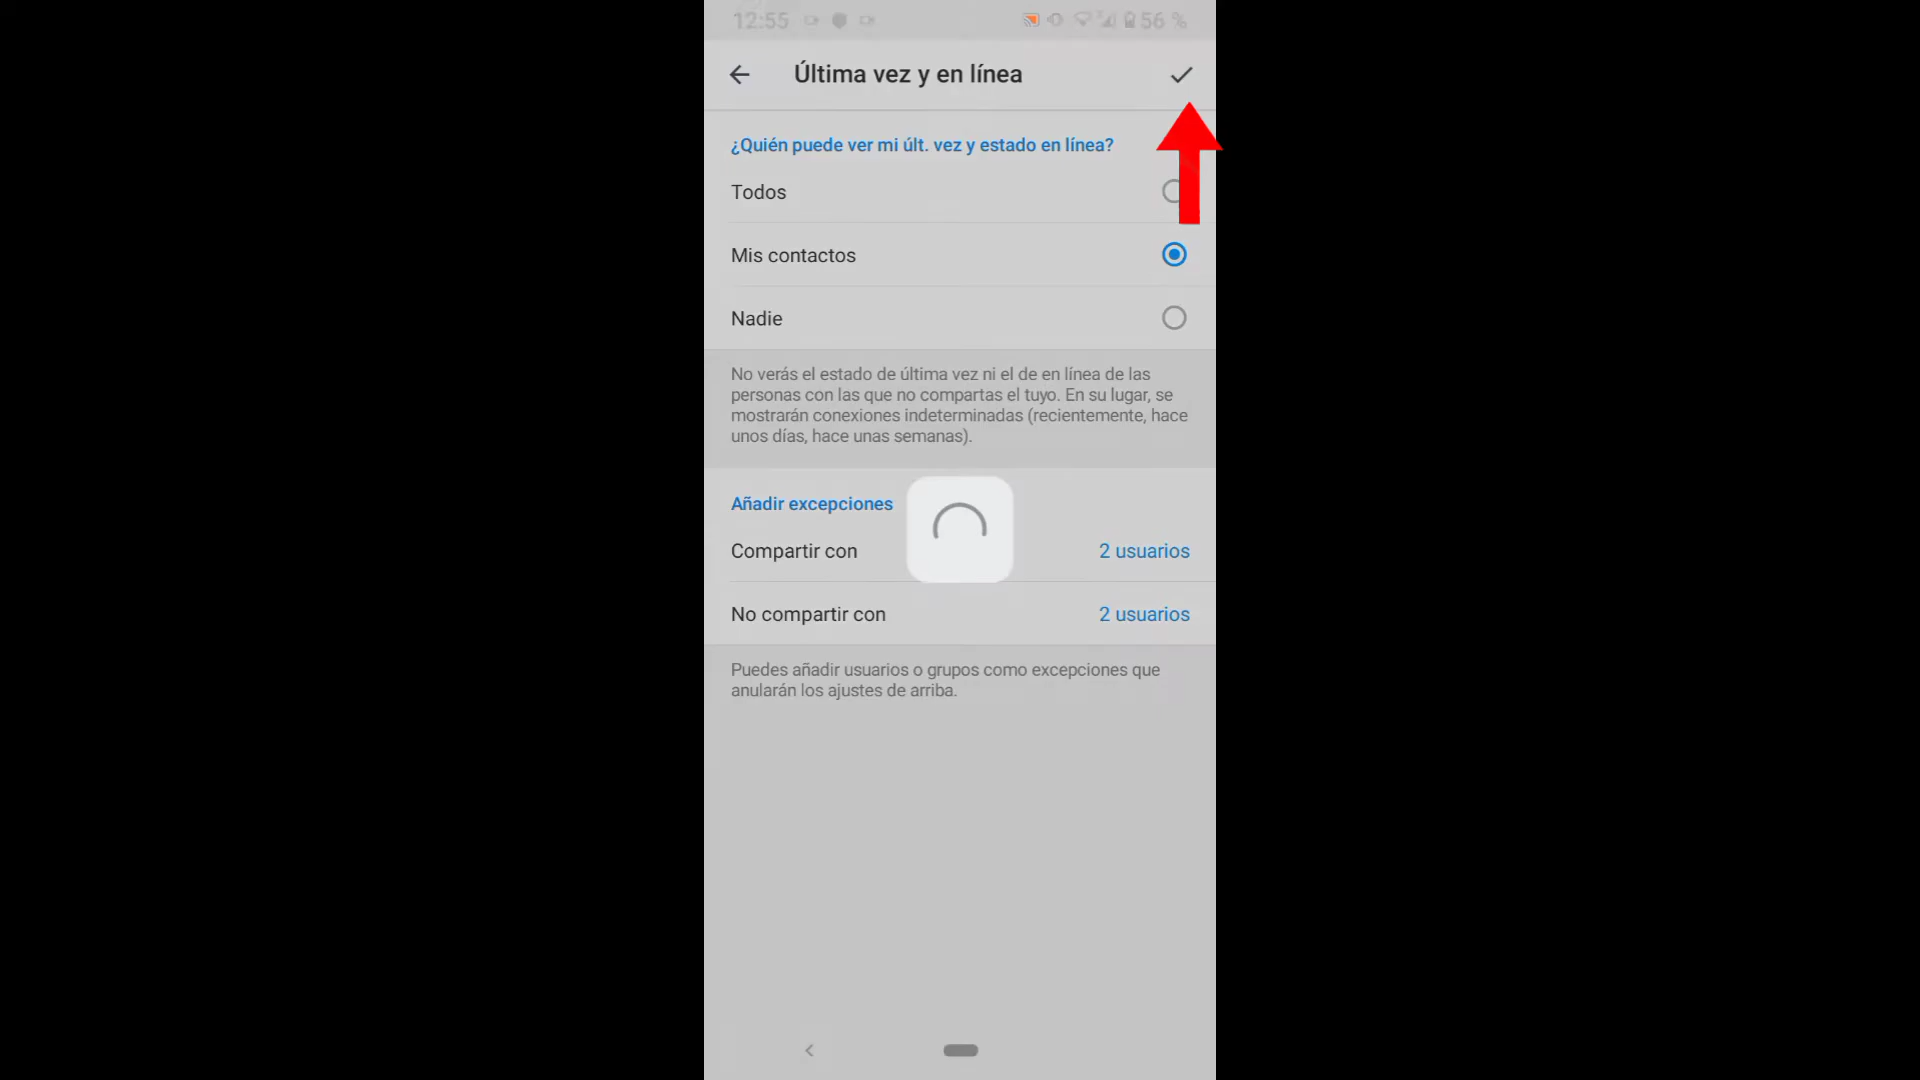 12:55 56 %
Última vez y en línea
¿Quién puede ver mi últ. vez y estado en línea?
Todos
Mis contactos
Nadie
No verás el estado de última vez ni el de en línea de las
personas con las que no compartas el tuyo. En su lugar, se
mostrarán conexiones indeterminadas (recientemente, hace
unos días, hace unas semanas).
Añadir excepciones
Compartir con 2 usuarios
No compartir con 2 usuarios
Puedes añadir usuarios o grupos como excepciones que
anularán los ajustes de arriba.